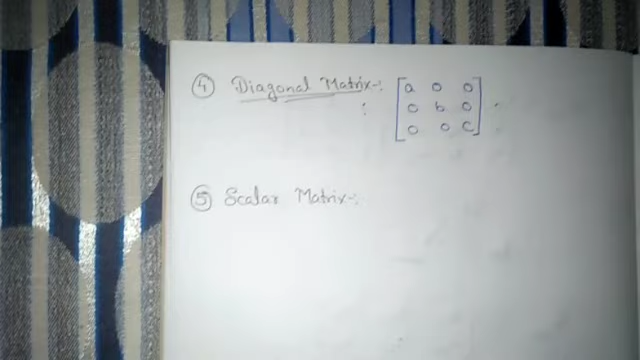 ④ Diagonal Matrix-: [a 0 0
: 0 b 0
0 0 c]
⑤ Scalar Matrix-: